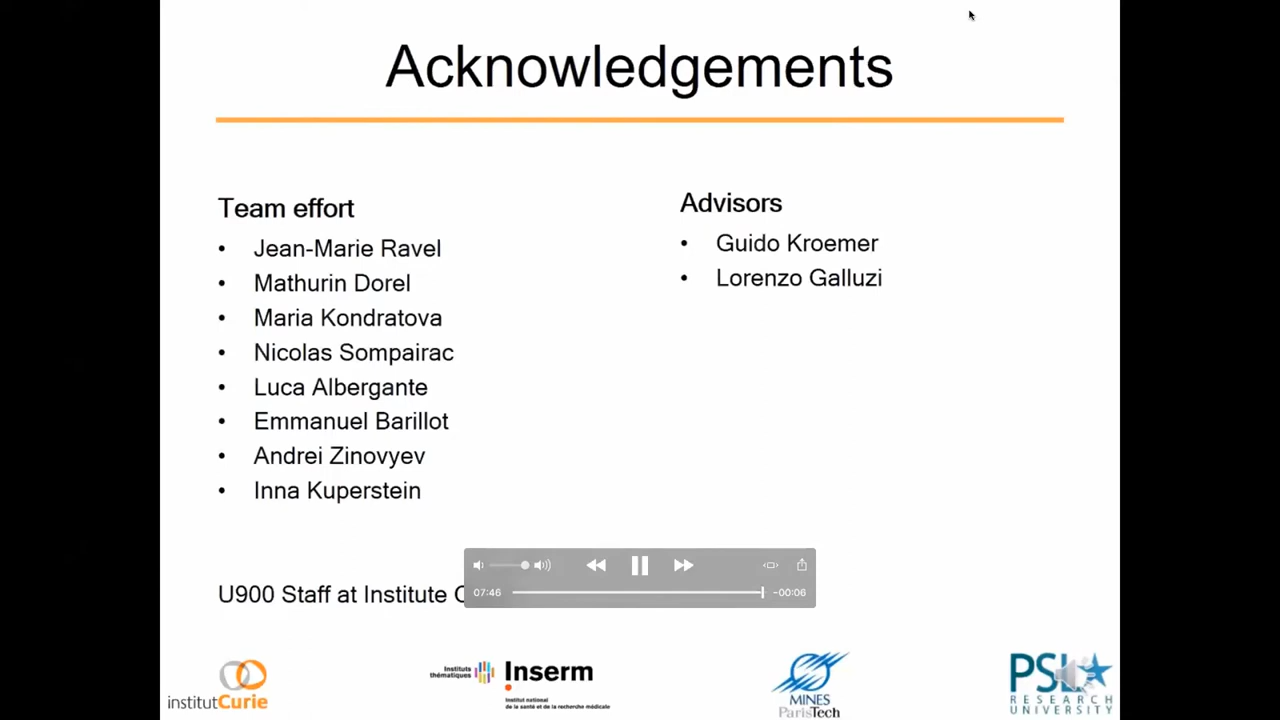 Acknowledgements
Team effort
• Jean-Marie Ravel
• Mathurin Dorel
• Maria Kondratova
• Nicolas Sompairac
• Luca Albergante
• Emmanuel Barillot
• Andrei Zinovyev
• Inna Kuperstein
Advisors
• Guido Kroemer
• Lorenzo Galluzi
U900 Staff at Institute
07:46
-00:06
institutCurie
Instituts
thématiques
Inserm
Institut national
de la santé et de la recherche médicale
MINES
ParisTech
PSL
RESEARCH
UNIVERSITY